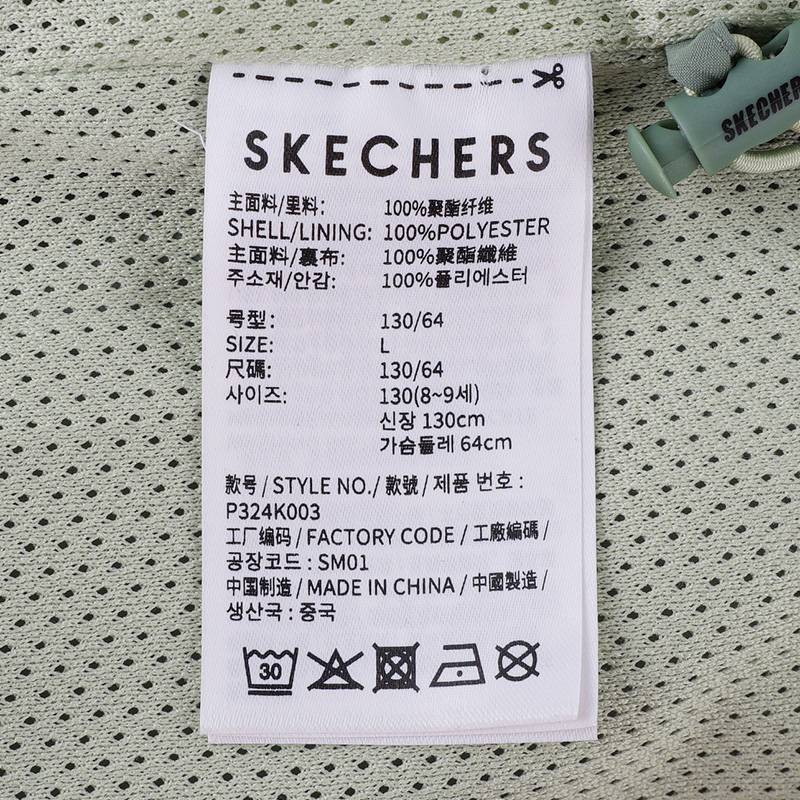 SKECHERS
SKECHERS
主面料/里料: 100%聚酯纤维
SHELL/LINING: 100%POLYESTER
主面料/裏布: 100%聚酯纖維
주소재/안감: 100%폴리에스터
号型: 130/64
SIZE: L
尺碼: 130/64
사이즈: 130(8~9세)
신장 130cm
가슴둘레 64cm
款号 / STYLE NO./ 款號 / 제품 번호 :
P324K003
工厂编码 / FACTORY CODE / 工廠編碼 /
공장코드 : SM01
中国制造 / MADE IN CHINA / 中國製造 /
생산국 : 중국
30